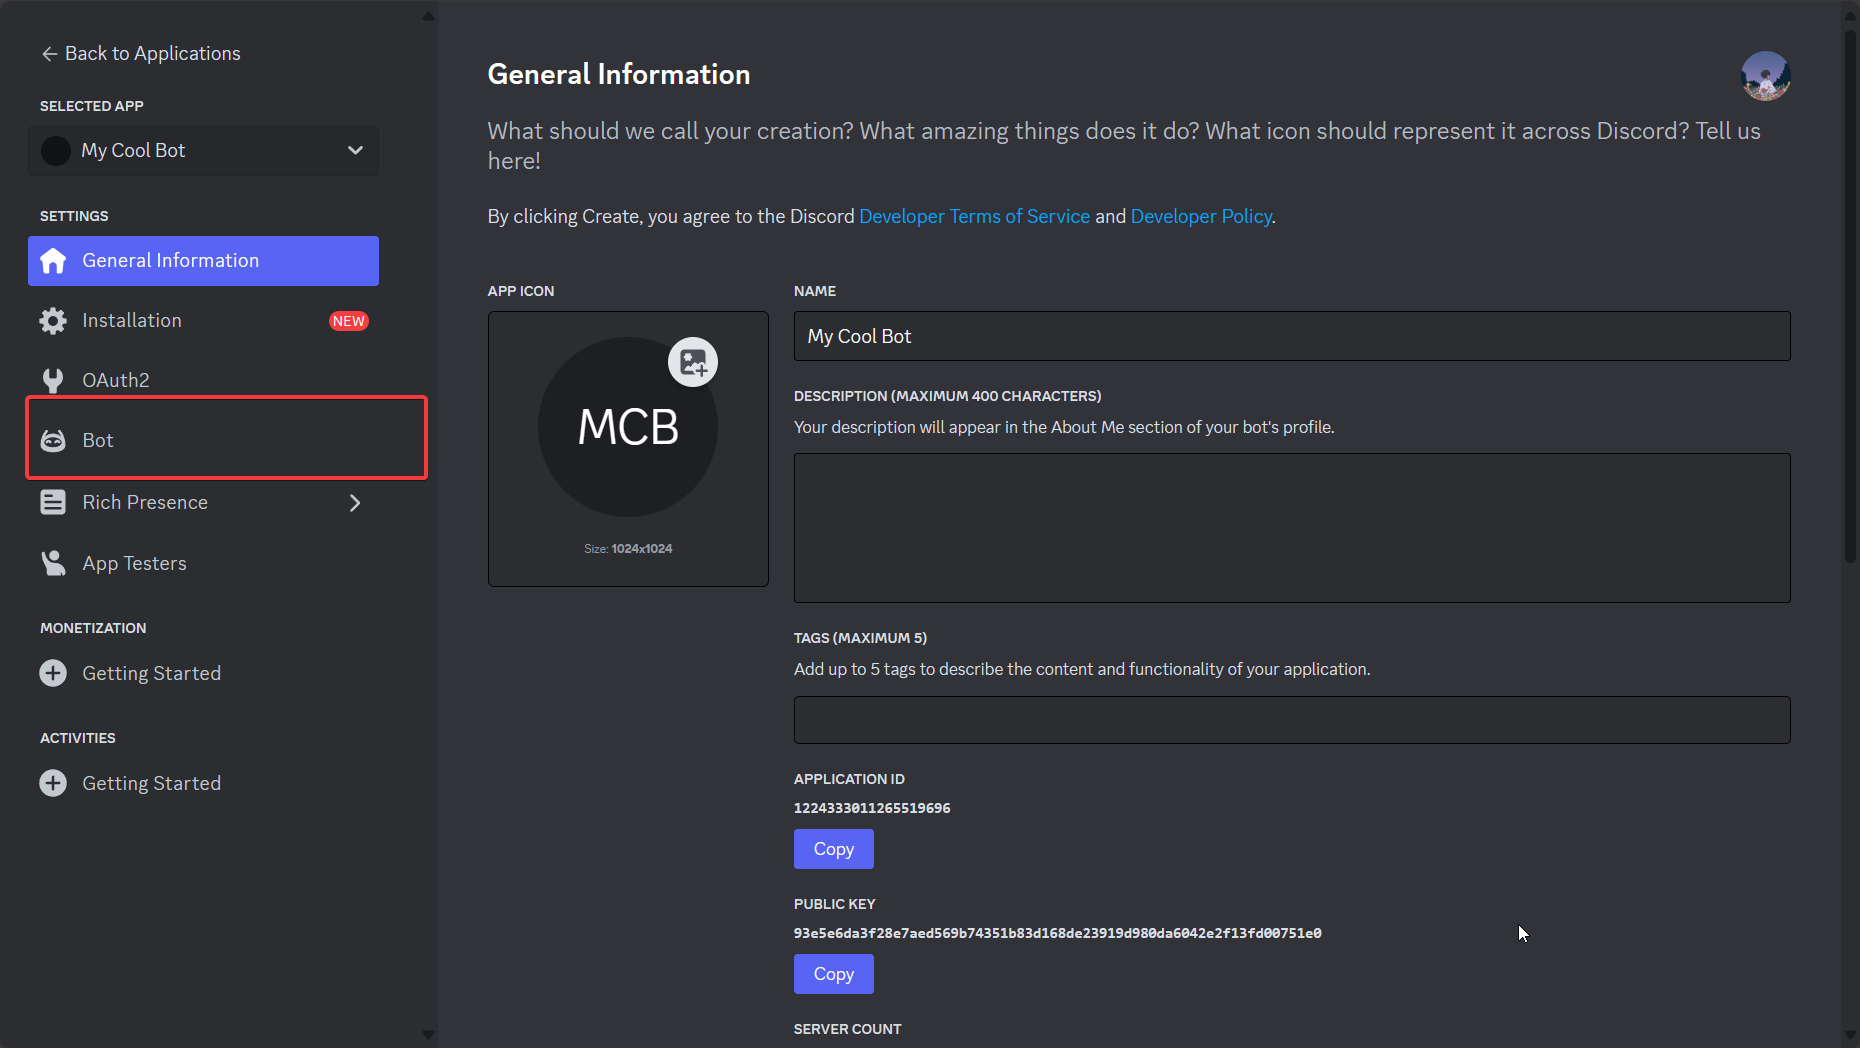 Back to Applications
SELECTED APP
My Cool Bot
SETTINGS
General Information
Installation NEW
OAuth2
Bot
Rich Presence
App Testers
MONETIZATION
Getting Started
ACTIVITIES
Getting Started
General Information
What should we call your creation? What amazing things does it do? What icon should represent it across Discord? Tell us
here!
By clicking Create, you agree to the Discord Developer Terms of Service and Developer Policy.
APP ICON
MCB
Size: 1024x1024
NAME
My Cool Bot
DESCRIPTION (MAXIMUM 400 CHARACTERS)
Your description will appear in the About Me section of your bot's profile.
TAGS (MAXIMUM 5)
Add up to 5 tags to describe the content and functionality of your application.
APPLICATION ID
1224333011265519696
Copy
PUBLIC KEY
93e5e6da3f28e7aed569b74351b83d168de23919d980da6042e2f13fd00751e0
Copy
SERVER COUNT